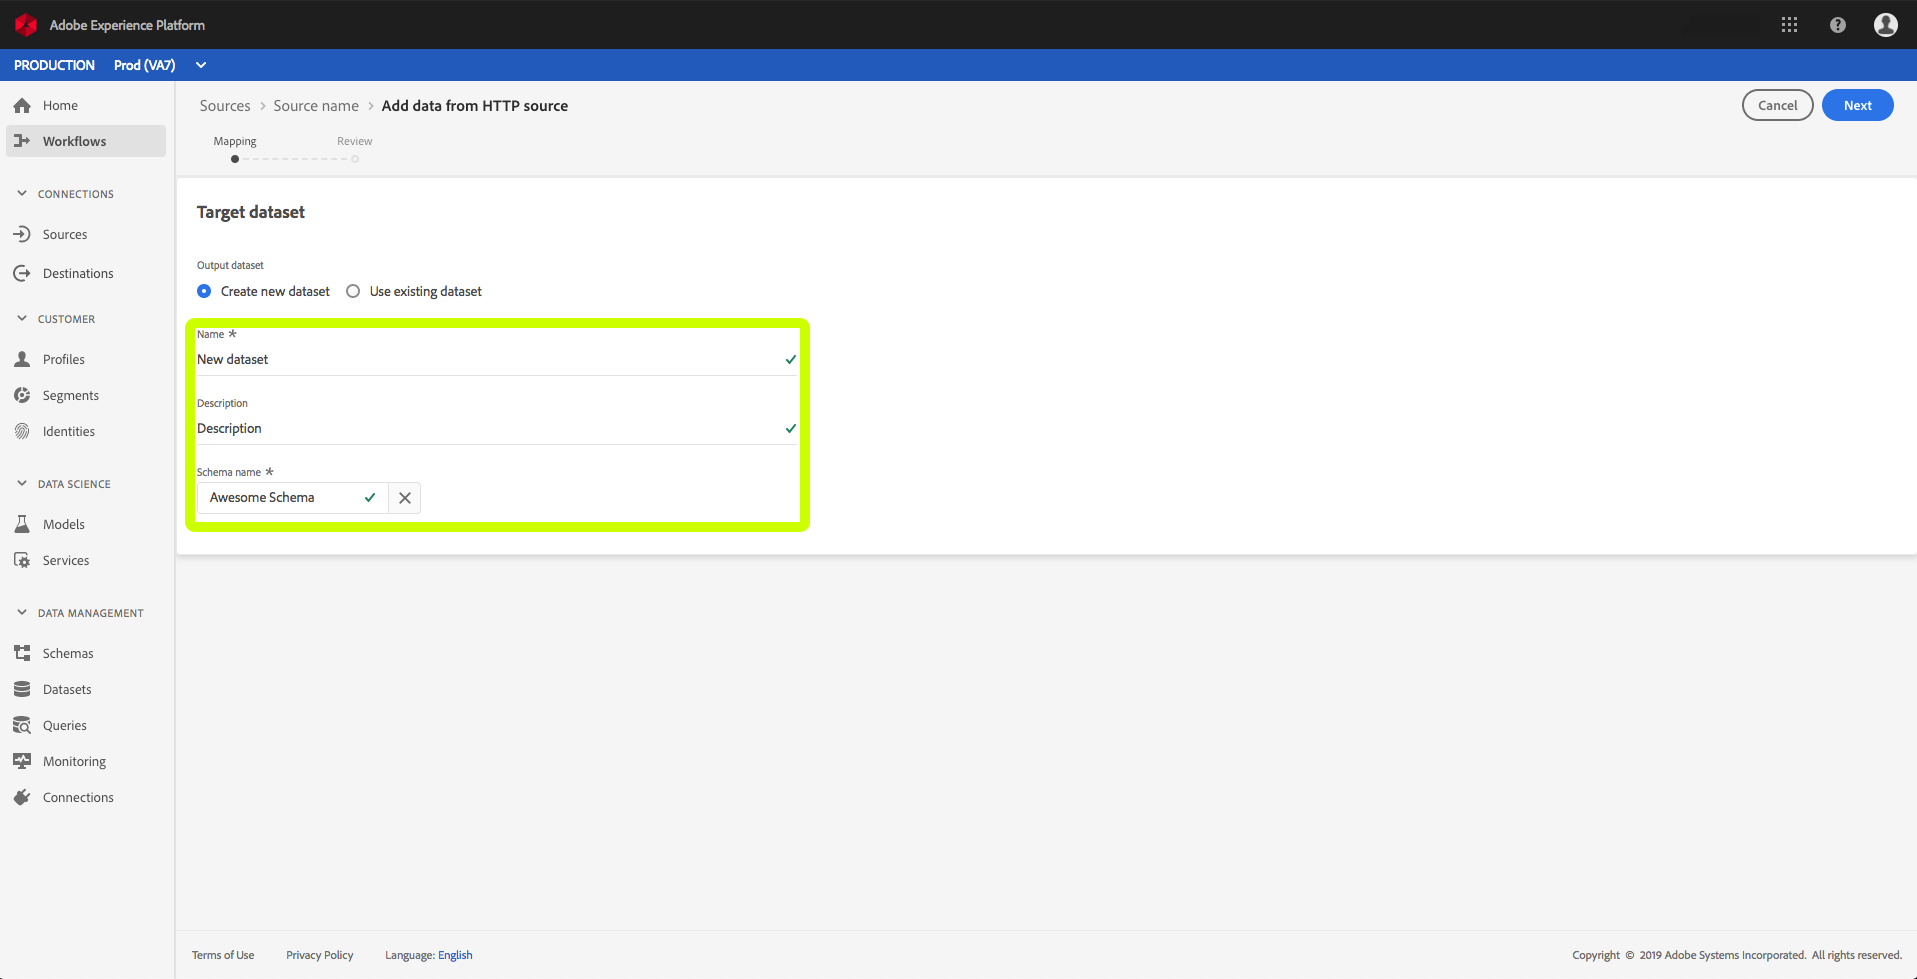 Adobe Experience Platform
PRODUCTION Prod (VA7)
Home
Workflows
CONNECTIONS
Sources
Destinations
CUSTOMER
Profiles
Segments
Identities
DATA SCIENCE
Models
Services
DATA MANAGEMENT
Schemas
Datasets
Queries
Monitoring
Connections
Sources > Source name > Add data from HTTP source
Cancel Next
Mapping Review
Target dataset
Output dataset
Create new dataset Use existing dataset
Name *
New dataset
Description
Description
Schema name *
Awesome Schema
Terms of Use Privacy Policy Language: English Copyright © 2019 Adobe Systems Incorporated. All rights reserved.